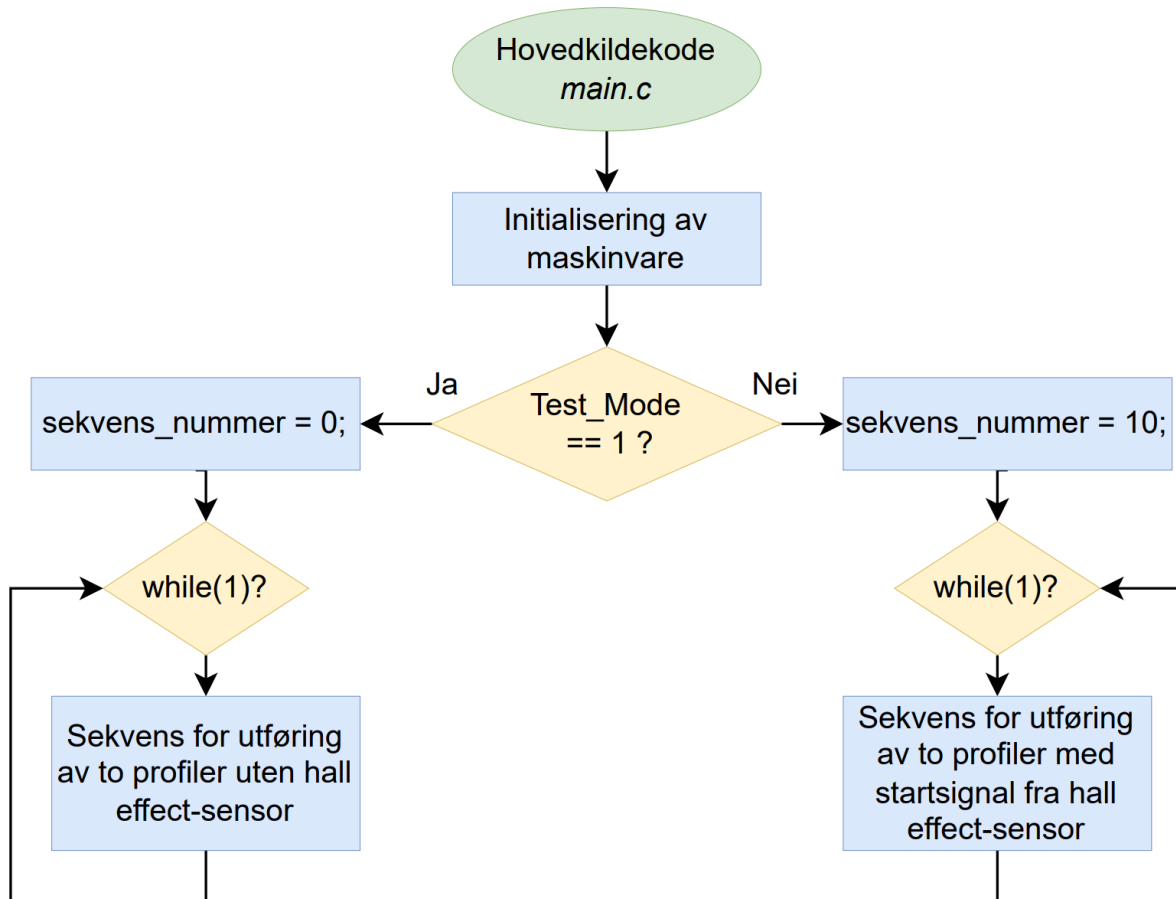 Hovedkildekode
main.c
Initialisering av
maskinvare
Ja
Nei
Test_Mode
== 1 ?
sekvens_nummer = 0;
sekvens_nummer = 10;
while(1)?
while(1)?
Sekvens for utføring
av to profiler uten hall
effect-sensor
Sekvens for utføring
av to profiler med
startsignal fra hall
effect-sensor